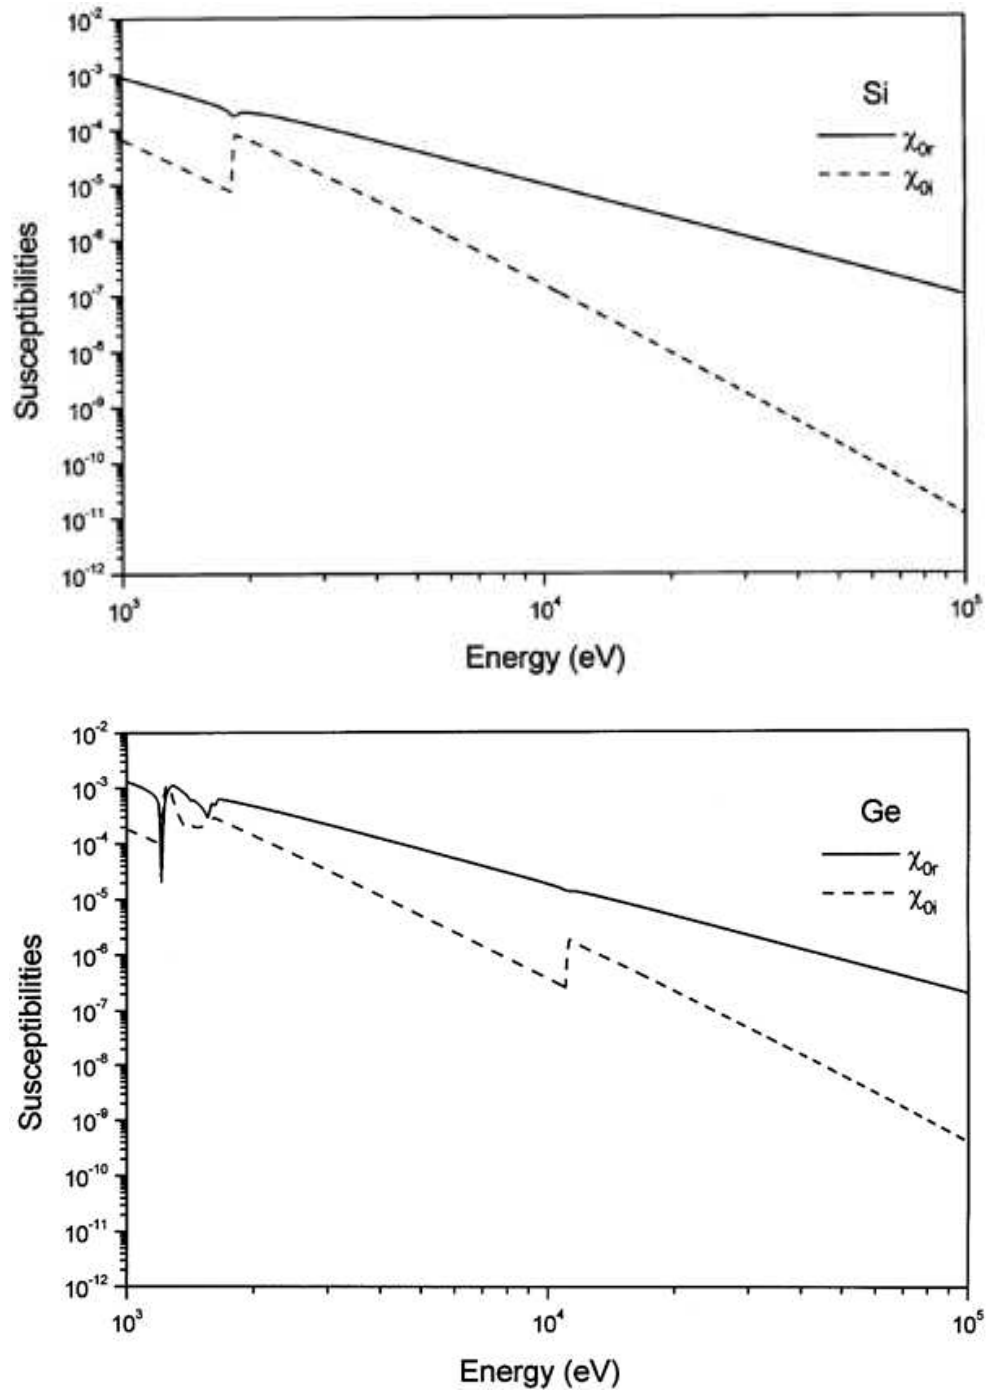 10⁻²
10⁻³
10⁻⁴
10⁻⁵
10⁻⁶
10⁻⁷
10⁻⁸
10⁻⁹
10⁻¹⁰
10⁻¹¹
10⁻¹²
Susceptibilities
Si
χ₀ᵣ
χ₀ᵢ
10³
10⁴
10⁵
Energy (eV)
10⁻²
10⁻³
10⁻⁴
10⁻⁵
10⁻⁶
10⁻⁷
10⁻⁸
10⁻⁹
10⁻¹⁰
10⁻¹¹
10⁻¹²
Susceptibilities
Ge
χ₀ᵣ
χ₀ᵢ
10³
10⁴
10⁵
Energy (eV)